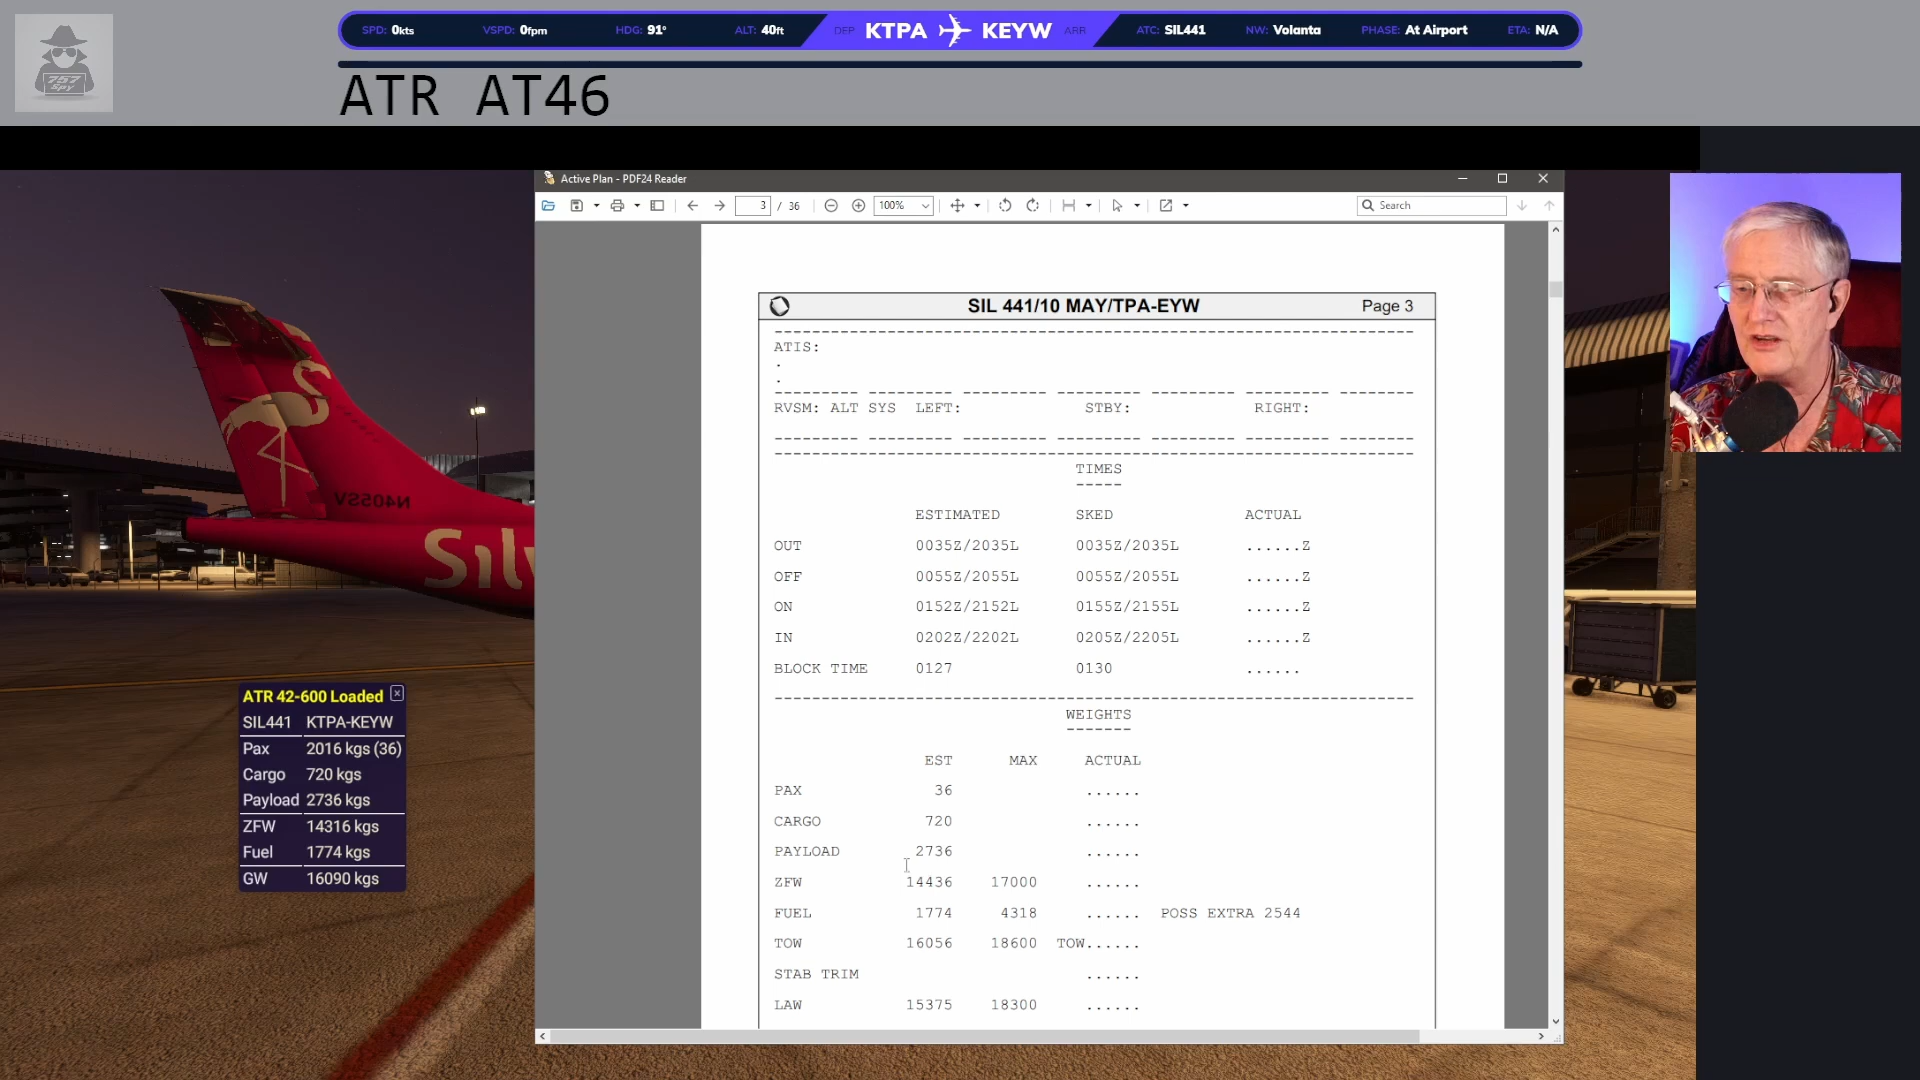 SPD: 0kts VSPD: 0fpm HDG: 91° ALT: 40ft DEP KTPA KEYW ARR ATC: SIL441 NW: Volanta PHASE: At Airport ETA: N/A
757
Spy
ATR AT46
Active Plan - PDF24 Reader
3 / 36 100% Search
SIL 441/10 MAY/TPA-EYW Page 3
ATIS:
.
.
RVSM: ALT SYS LEFT: STBY: RIGHT:
TIMES
ESTIMATED SKED ACTUAL
OUT 0035Z/2035L 0035Z/2035L ......Z
OFF 0055Z/2055L 0055Z/2055L ......Z
ON 0152Z/2152L 0155Z/2155L ......Z
IN 0202Z/2202L 0205Z/2205L ......Z
BLOCK TIME 0127 0130 ......
WEIGHTS
EST MAX ACTUAL
PAX 36 ......
CARGO 720 ......
PAYLOAD 2736 ......
ZFW 14436 17000 ......
FUEL 1774 4318 ...... POSS EXTRA 2544
TOW 16056 18600 TOW......
STAB TRIM ......
LAW 15375 18300 ......
N405SV
Silv
ATR 42-600 Loaded
SIL441 KTPA-KEYW
Pax 2016 kgs (36)
Cargo 720 kgs
Payload 2736 kgs
ZFW 14316 kgs
Fuel 1774 kgs
GW 16090 kgs